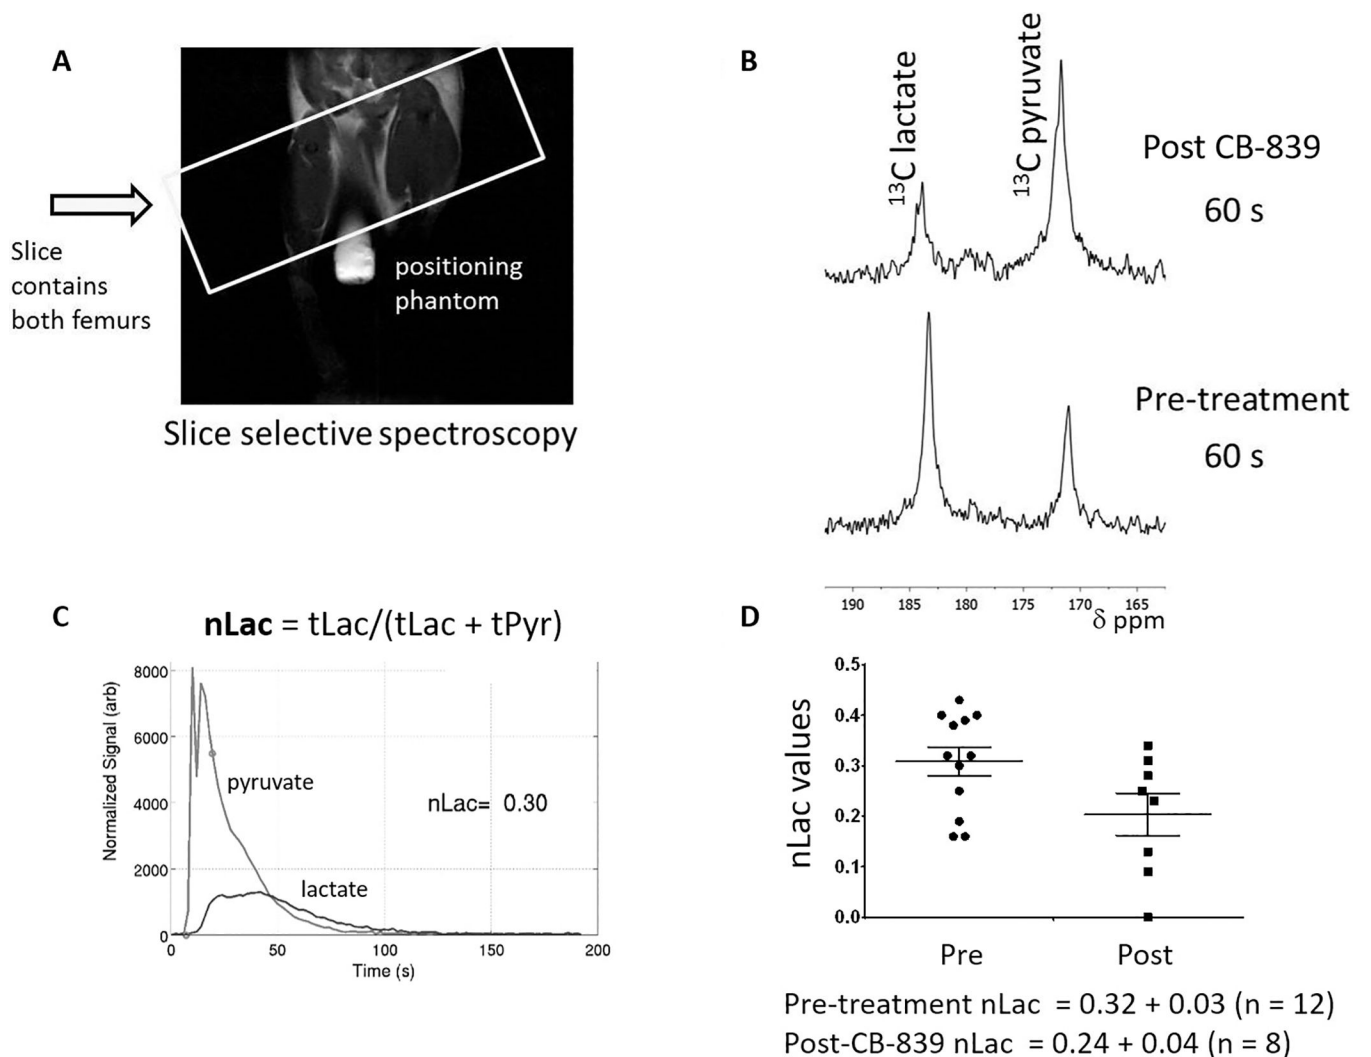 A
Slice
contains
both femurs
positioning
phantom
Slice selective spectroscopy
B
¹³C lactate
¹³C pyruvate
Post CB-839
60 s
Pre-treatment
60 s
190 185 180 175 170 165
δ ppm
C
nLac = tLac/(tLac + tPyr)
Normalized Signal (arb)
8000
6000
4000
2000
0
pyruvate
lactate
nLac= 0.30
0 50 100 150 200
Time (s)
D
nLac values
0.5
0.4
0.3
0.2
0.1
0.0
Pre Post
Pre-treatment nLac = 0.32 + 0.03 (n = 12)
Post-CB-839 nLac = 0.24 + 0.04 (n = 8)